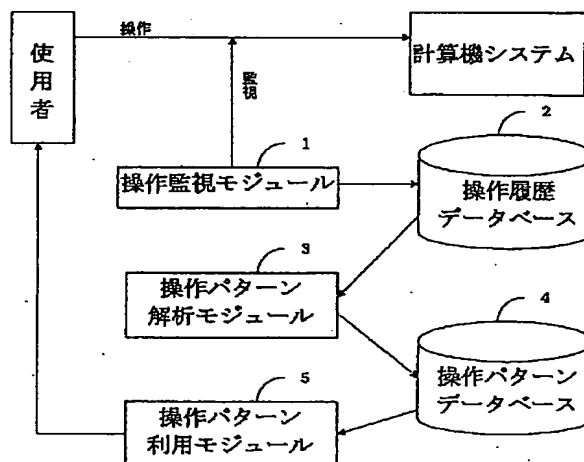 使用者
操作
計算機システム
監視
1
操作監視モジュール
2
操作履歴
データベース
3
操作パターン
解析モジュール
4
操作パターン
データベース
5
操作パターン
利用モジュール